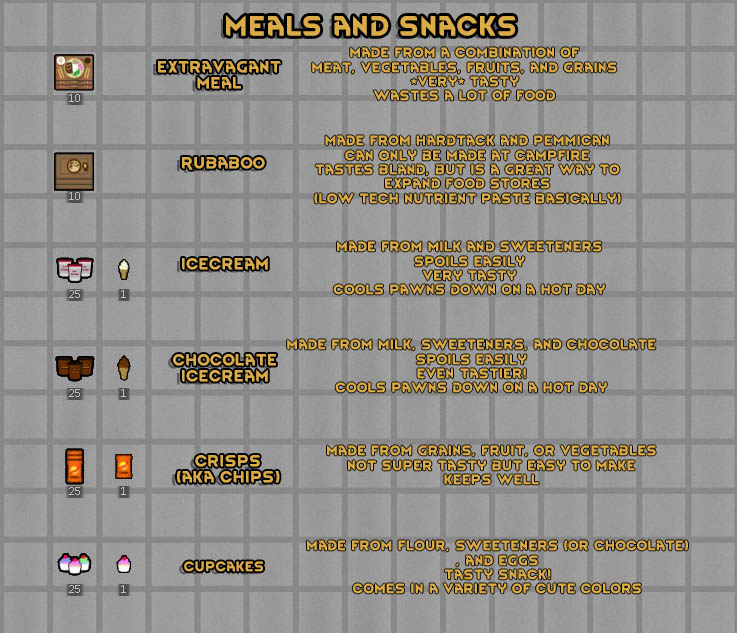 MEALS AND SNACKS
10
EXTRAVAGANT
MEAL
MADE FROM A COMBINATION OF
MEAT, VEGETABLES, FRUITS, AND GRAINS
*VERY* TASTY
WASTES A LOT OF FOOD
10
RUBABOO
MADE FROM HARDTACK AND PEMMICAN
CAN ONLY BE MADE AT CAMPFIRE
TASTES BLAND, BUT IS A GREAT WAY TO
EXPAND FOOD STORES
(LOW TECH NUTRIENT PASTE BASICALLY)
25
1
ICECREAM
MADE FROM MILK AND SWEETENERS
SPOILS EASILY
VERY TASTY
COOLS PAWNS DOWN ON A HOT DAY
25
1
CHOCOLATE
ICECREAM
MADE FROM MILK, SWEETENERS, AND CHOCOLATE
SPOILS EASILY
EVEN TASTIER!
COOLS PAWNS DOWN ON A HOT DAY
25
1
CRISPS
(AKA CHIPS)
MADE FROM GRAINS, FRUIT, OR VEGETABLES
NOT SUPER TASTY BUT EASY TO MAKE
KEEPS WELL
25
1
CUPCAKES
MADE FROM FLOUR, SWEETENERS (OR CHOCOLATE)
, AND EGGS
TASTY SNACK!
COMES IN A VARIETY OF CUTE COLORS